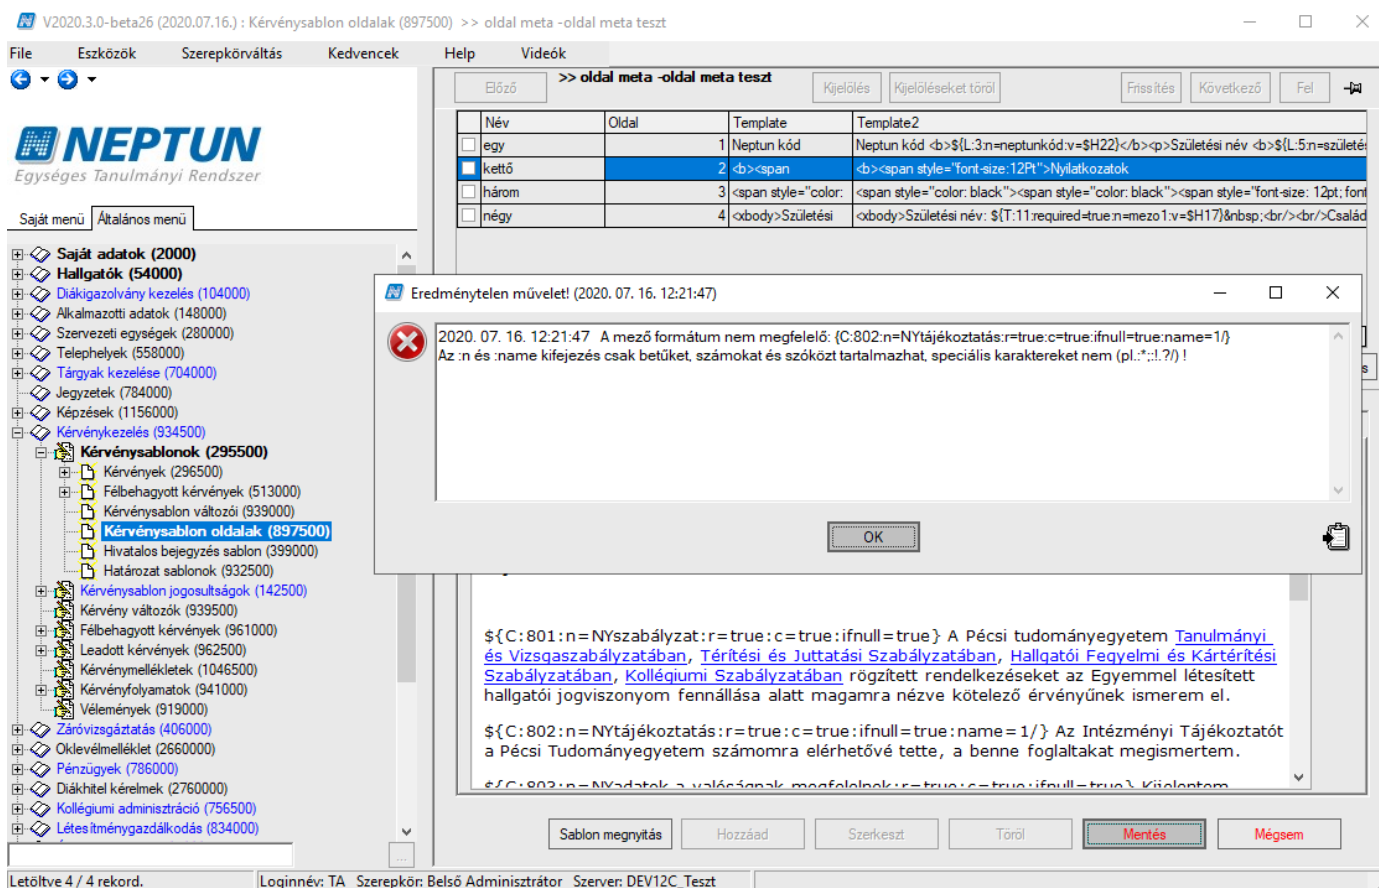 V2020.3.0-beta26 (2020.07.16.) : Kérvénysablon oldalak (897500) >> oldal meta -oldal meta teszt
File Eszközök Szerepkörváltás Kedvencek Help Videók
Előző >> oldal meta -oldal meta teszt Kijelölés Kijelöléseket töröl Frissítés Következő Fel
NEPTUN
Egységes Tanulmányi Rendszer
Saját menü Általános menü
Saját adatok (2000)
Hallgatók (54000)
Diákigazolvány kezelés (104000)
Alkalmazotti adatok (148000)
Szervezeti egységek (280000)
Telephelyek (558000)
Tárgyak kezelése (704000)
Jegyzetek (784000)
Képzések (1156000)
Kérvénykezelés (934500)
Kérvénysablonok (295500)
Kérvények (296500)
Félbehagyott kérvények (513000)
Kérvénysablon változói (939000)
Kérvénysablon oldalak (897500)
Hivatalos bejegyzés sablon (399000)
Határozat sablonok (932500)
Kérvénysablon jogosultságok (142500)
Kérvény változók (939500)
Félbehagyott kérvények (961000)
Leadott kérvények (962500)
Kérvénymellékletek (1046500)
Kérvényfolyamatok (941000)
Vélemények (919000)
Záróvizsgáztatás (406000)
Oklevélmelléklet (2660000)
Pénzügyek (786000)
Diákhitel kérelmek (2760000)
Kollégiumi adminisztráció (756500)
Létesítménygazdálkodás (834000)
...
Név Oldal Template Template2
egy 1 Neptun kód Neptun kód <b>${L:3:n=neptunkód:v=$H22}</b><p>Születési név <b>${L:5:n=születé
kettő 2 <b><span <b><span style="font-size:12Pt">Nyilatkozatok
három 3 <span style="color: <span style="color: black"><span style="color: black"><span style="font-size: 12pt; font
négy 4 <xbody>Születési <xbody>Születési név: ${T:11:required=true:n=mezo1:v=$H17}&nbsp;<br/><br/>Család
s
Eredménytelen művelet! (2020. 07. 16. 12:21:47)
2020. 07. 16. 12:21:47 A mező formátum nem megfelelő: {C:802:n=NYtájékoztatás:r=true:c=true:ifnull=true:name=1/}
Az :n és :name kifejezés csak betűket, számokat és szóközt tartalmazhat, speciális karaktereket nem (pl.:*;:!.?/) !
OK
${C:801:n=NYszabályzat:r=true:c=true:ifnull=true} A Pécsi tudományegyetem Tanulmányi
és Vizsgaszabályzatában, Térítési és Juttatási Szabályzatában, Hallgatói Fegyelmi és Kártérítési
Szabályzatában, Kollégiumi Szabályzatában rögzített rendelkezéseket az Egyemmel létesített
hallgatói jogviszonyom fennállása alatt magamra nézve kötelező érvényűnek ismerem el.
${C:802:n=NYtájékoztatás:r=true:c=true:ifnull=true:name=1/} Az Intézményi Tájékoztatót
a Pécsi Tudományegyetem számomra elérhetővé tette, a benne foglaltakat megismertem.
${C:803:n=NYadatok a valóságnak megfelelnek:r=true:c=true:ifnull=true} Kijelentem
Sablon megnyitás Hozzáad Szerkeszt Töröl Mentés Mégsem
Letöltve 4 / 4 rekord. Loginnév: TA Szerepkör: Belső Adminisztrátor Szerver: DEV12C_Teszt